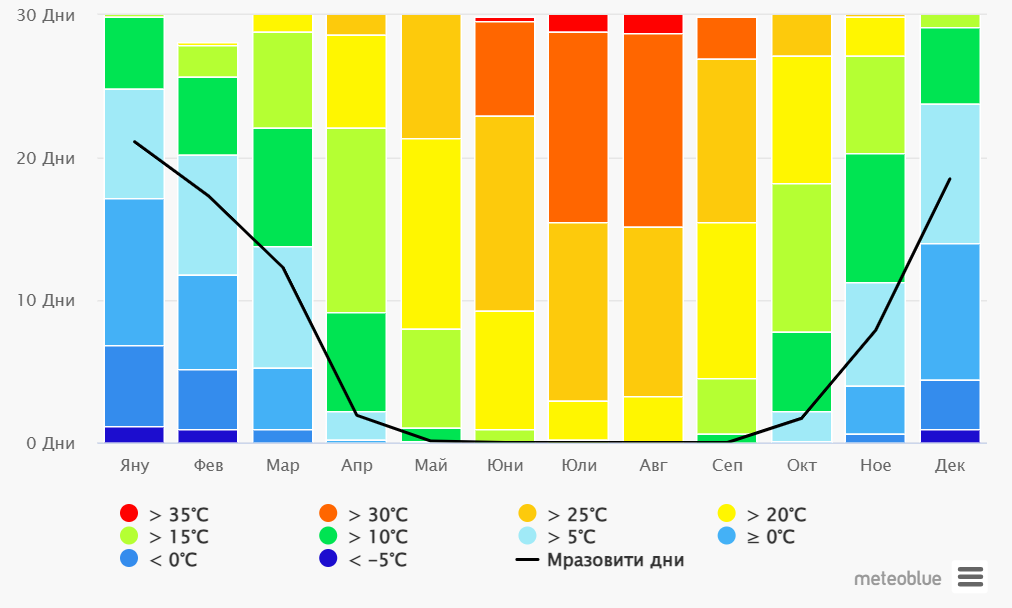 30 Дни
20 Дни
10 Дни
0 Дни
Яну Фев Мар Апр Май Юни Юли Авг Сеп Окт Ное Дек
> 35°C > 30°C > 25°C > 20°C
> 15°C > 10°C > 5°C ≥ 0°C
< 0°C < −5°C Мразовити дни
meteoblue